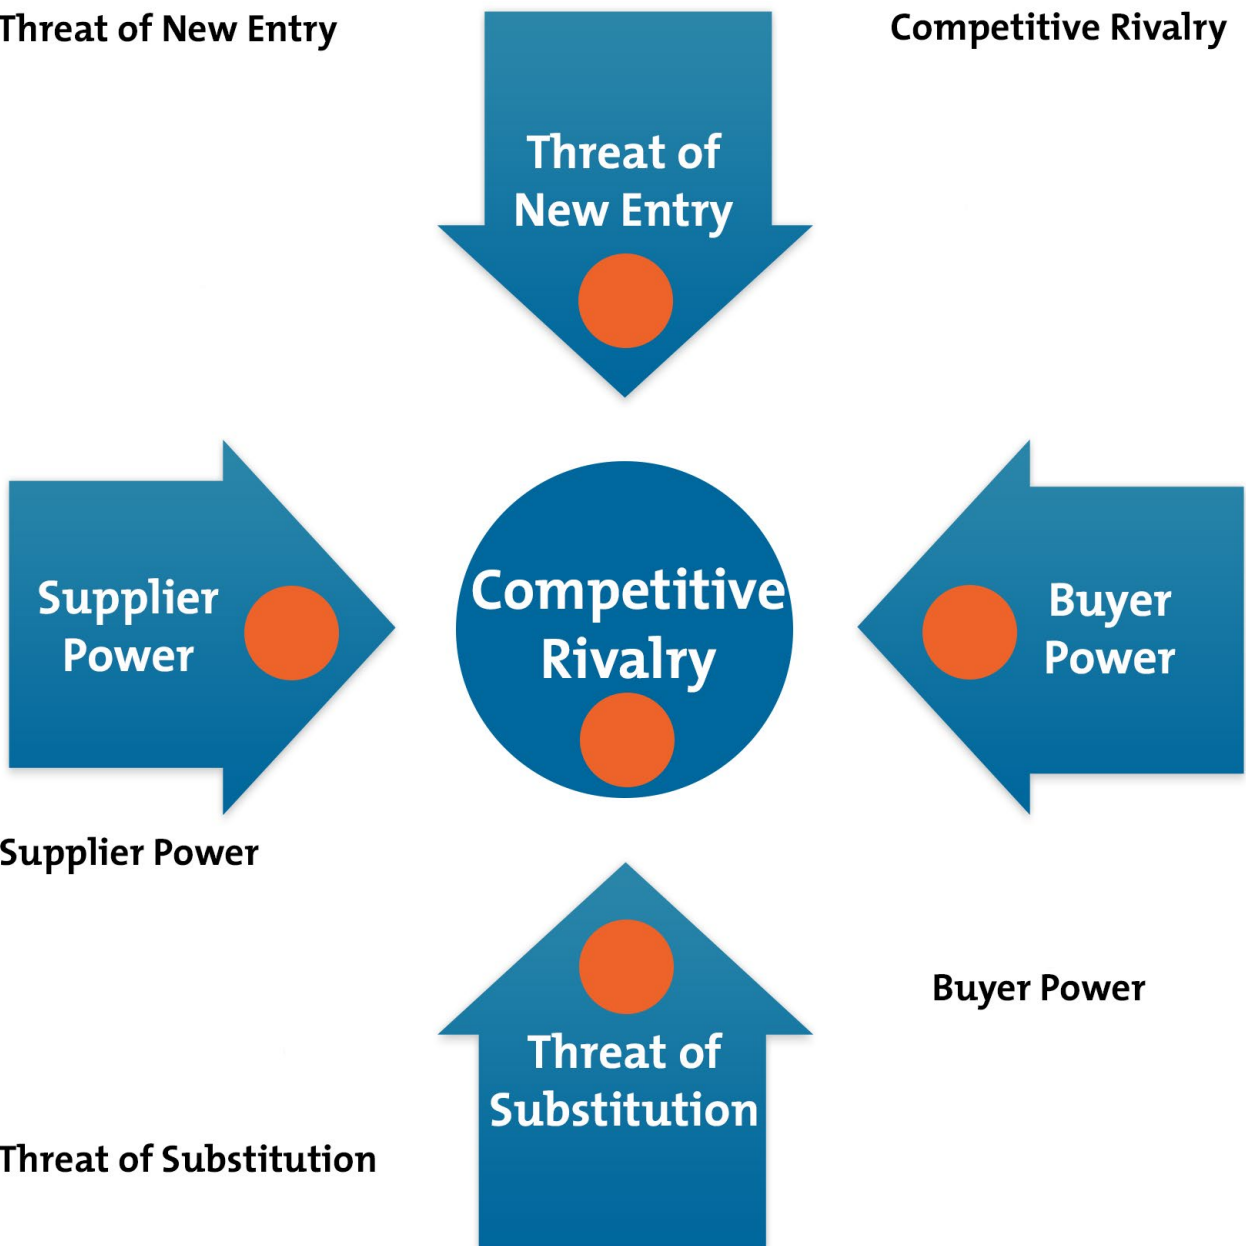 Threat of New Entry
Competitive Rivalry
Threat of
New Entry
Supplier
Power
Competitive
Rivalry
Buyer
Power
Supplier Power
Buyer Power
Threat of
Substitution
Threat of Substitution